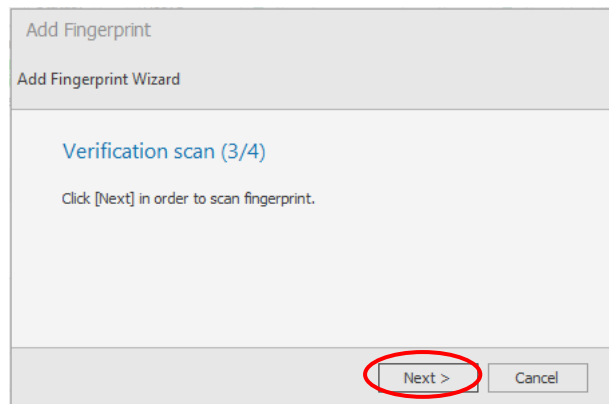 Add Fingerprint
Add Fingerprint Wizard
Verification scan (3/4)
Click [Next] in order to scan fingerprint.
Next >
Cancel